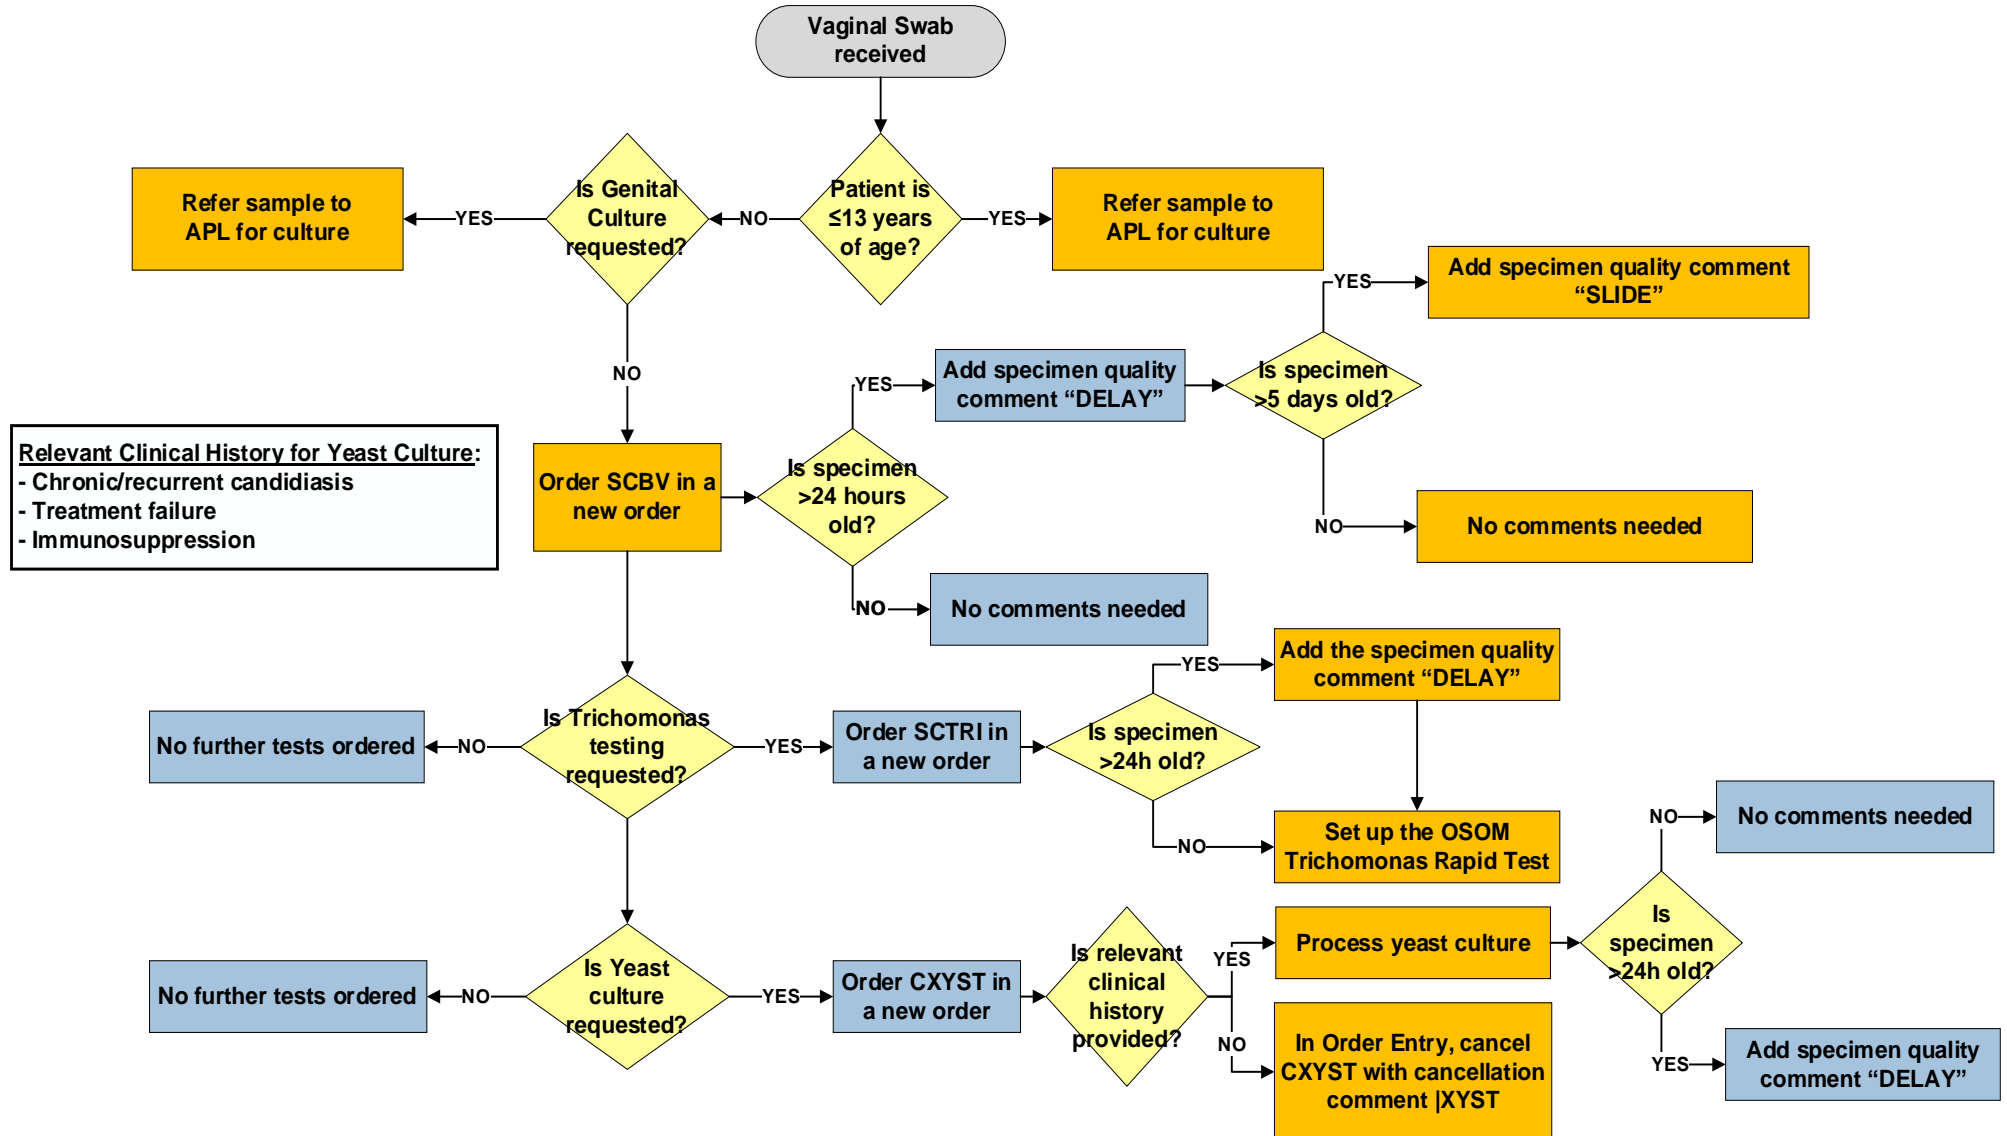 Vaginal Swab
received
Is Genital
Culture
requested?
Patient is
≤13 years
of age?
Refer sample to
APL for culture
YES
NO
YES
Refer sample to
APL for culture
Add specimen quality comment
“SLIDE”
YES
NO
YES
Add specimen quality
comment “DELAY”
Is specimen
>5 days old?
Relevant Clinical History for Yeast Culture:
- Chronic/recurrent candidiasis
- Treatment failure
- Immunosuppression
Order SCBV in a
new order
Is specimen
>24 hours
old?
NO
No comments needed
NO
No comments needed
YES
Add the specimen quality
comment “DELAY”
No further tests ordered
NO
Is Trichomonas
testing
requested?
YES
Order SCTRI in
a new order
Is specimen
>24h old?
NO
Set up the OSOM
Trichomonas Rapid Test
NO
No comments needed
No further tests ordered
NO
Is Yeast
culture
requested?
YES
Order CXYST in
a new order
Is relevant
clinical
history
provided?
YES
Process yeast culture
Is
specimen
>24h old?
NO
In Order Entry, cancel
CXYST with cancellation
comment |XYST
YES
Add specimen quality
comment “DELAY”